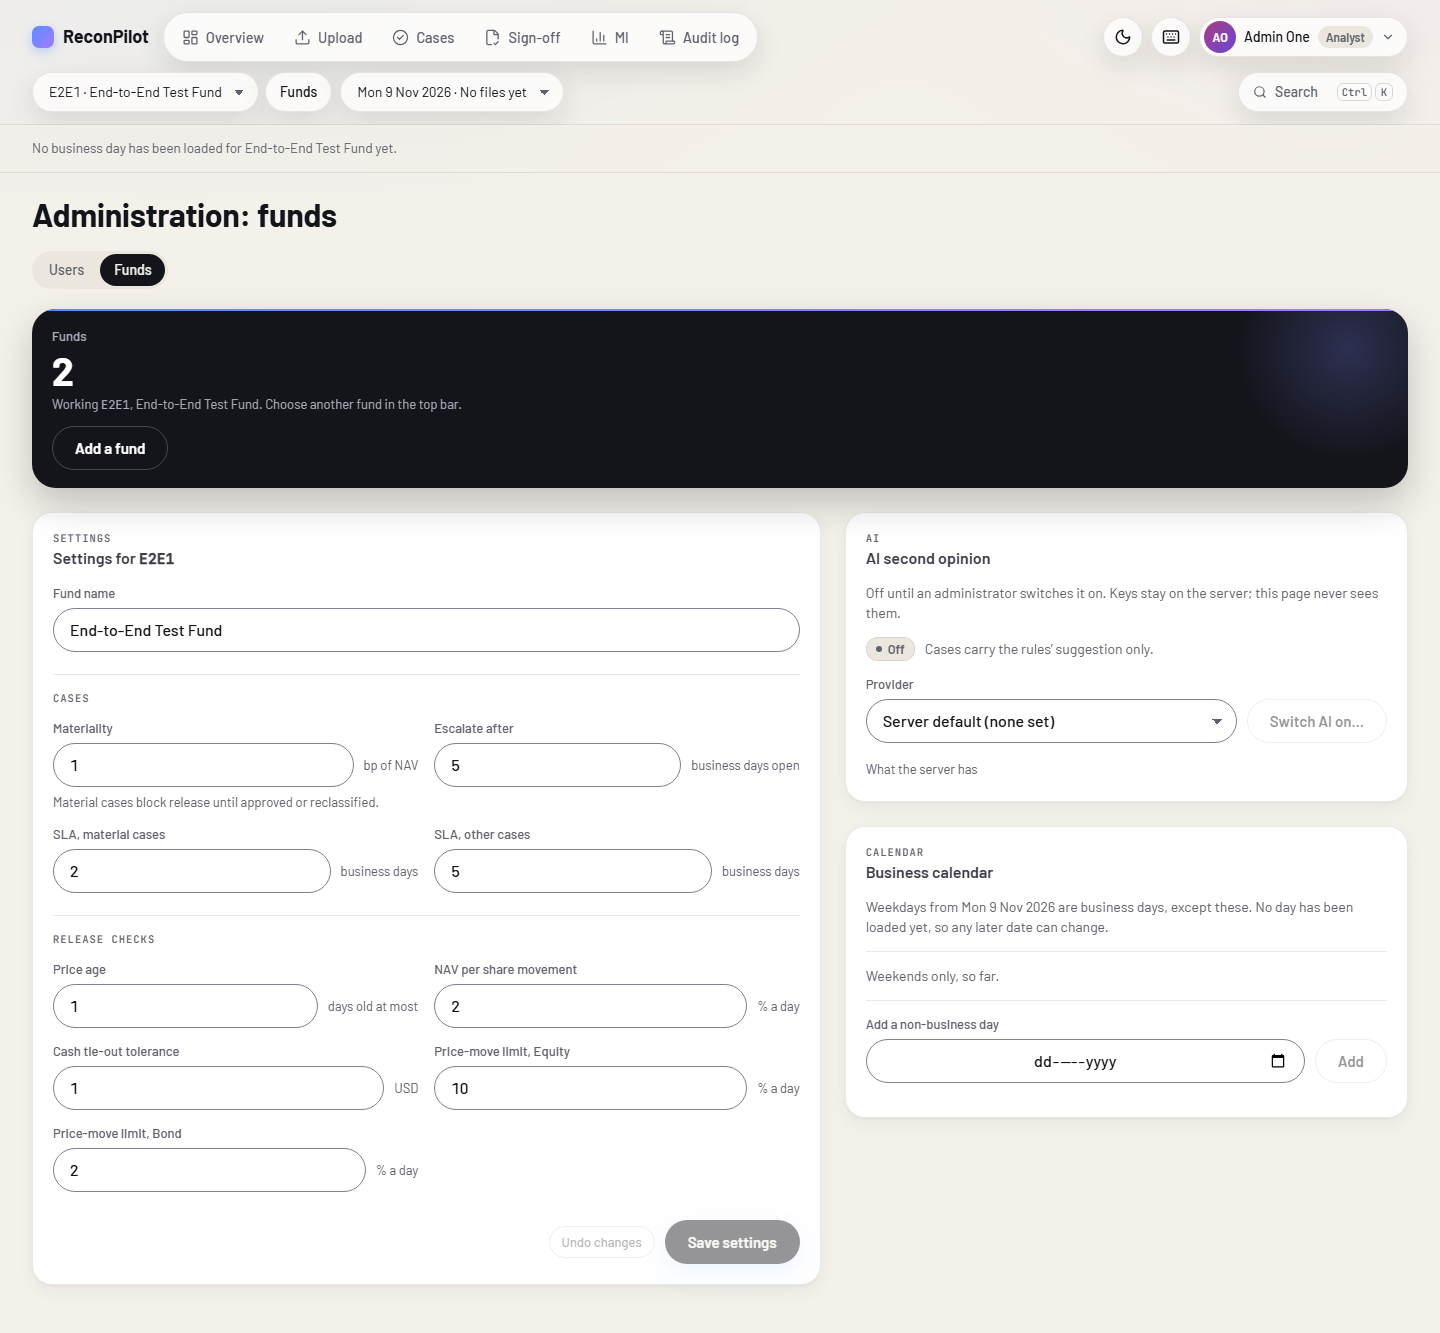 ReconPilot
Overview
Upload
Cases
Sign-off
MI
Audit log
AO
Admin One
Analyst
E2E1 · End-to-End Test Fund
Funds
Mon 9 Nov 2026 · No files yet
Search
Ctrl
K
No business day has been loaded for End-to-End Test Fund yet.
Administration: funds
Users
Funds
Funds
2
Working E2E1, End-to-End Test Fund. Choose another fund in the top bar.
Add a fund
SETTINGS
Settings for E2E1
Fund name
End-to-End Test Fund
CASES
Materiality
Escalate after
1
bp of NAV
5
business days open
Material cases block release until approved or reclassified.
SLA, material cases
SLA, other cases
2
business days
5
business days
RELEASE CHECKS
Price age
NAV per share movement
1
days old at most
2
% a day
Cash tie-out tolerance
Price-move limit, Equity
1
USD
10
% a day
Price-move limit, Bond
2
% a day
Undo changes
Save settings
AI
AI second opinion
Off until an administrator switches it on. Keys stay on the server; this page never sees
them.
Off
Cases carry the rules’ suggestion only.
Provider
Server default (none set)
Switch AI on…
What the server has
CALENDAR
Business calendar
Weekdays from Mon 9 Nov 2026 are business days, except these. No day has been
loaded yet, so any later date can change.
Weekends only, so far.
Add a non-business day
dd----yyyy
Add